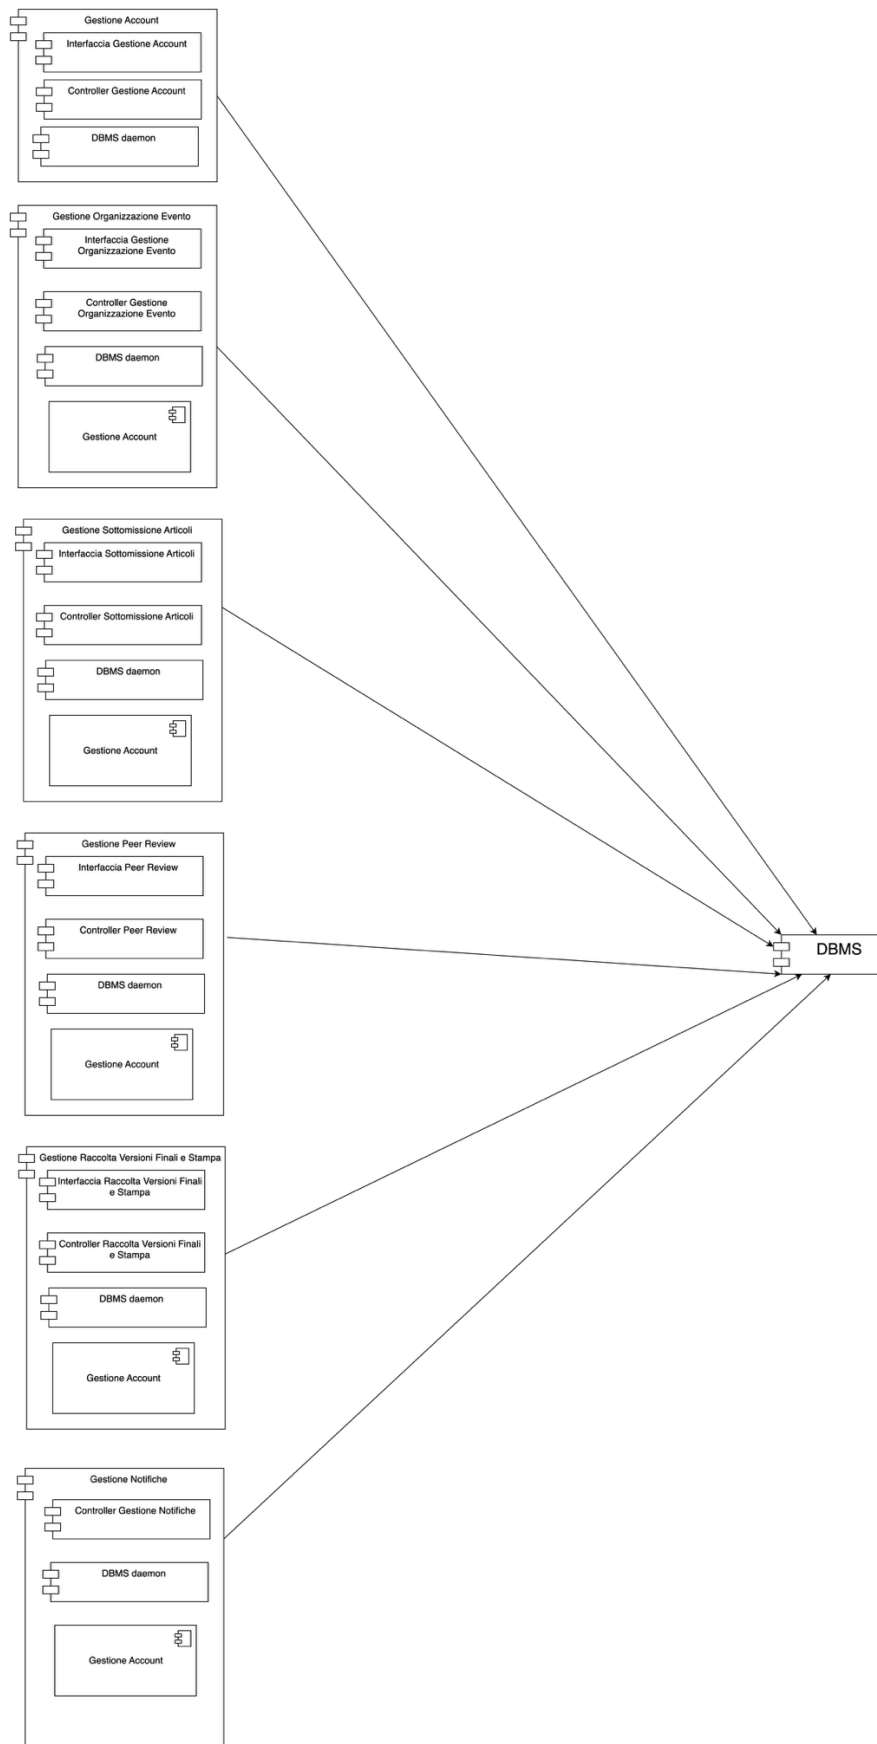 Gestione Account
Interfaccia Gestione Account
Controller Gestione Account
DBMS daemon
Gestione Organizzazione Evento
Interfaccia Gestione
Organizzazione Evento
Controller Gestione
Organizzazione Evento
DBMS daemon
Gestione Account
Gestione Sottomissione Articoli
Interfaccia Sottomissione Articoli
Controller Sottomissione Articoli
DBMS daemon
Gestione Account
Gestione Peer Review
Interfaccia Peer Review
Controller Peer Review
DBMS daemon
Gestione Account
DBMS
Gestione Raccolta Versioni Finali e Stampa
Interfaccia Raccolta Versioni Finali
e Stampa
Controller Raccolta Versioni Finali
e Stampa
DBMS daemon
Gestione Account
Gestione Notifiche
Controller Gestione Notifiche
DBMS daemon
Gestione Account